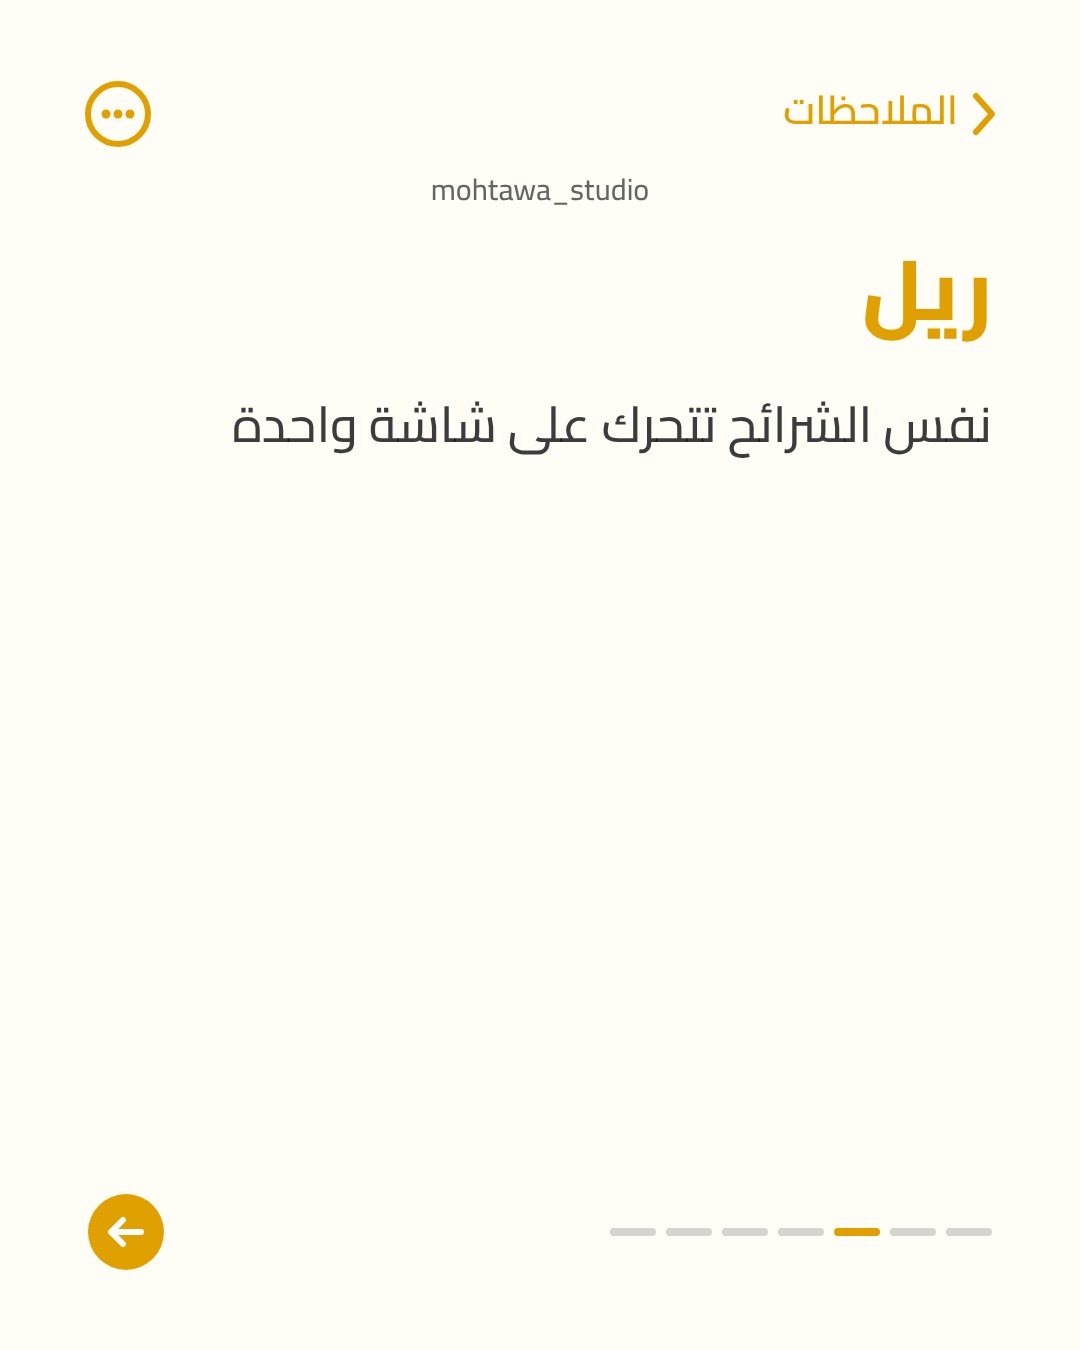 الملاحظات
mohtawa_studio
ريل
نفس الشرائح تتحرك على شاشة واحدة